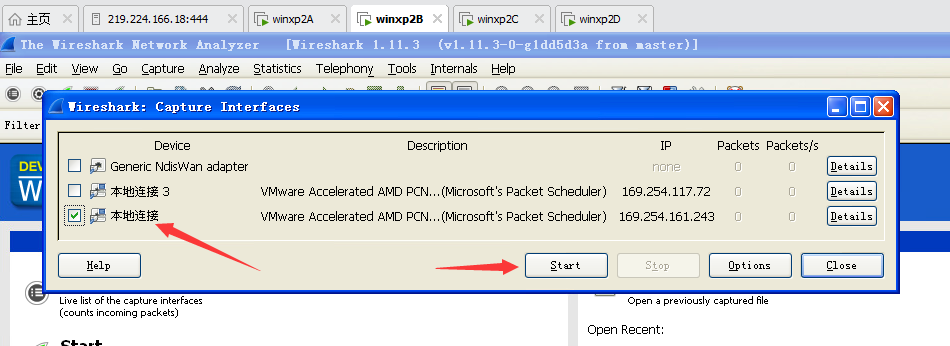 主页 219.224.166.18:444 winxp2A winxp2B winxp2C winxp2D
The Wireshark Network Analyzer [Wireshark 1.11.3 (v1.11.3-0-g1dd5d3a from master)]
File Edit View Go Capture Analyze Statistics Telephony Tools Internals Help
Wireshark: Capture Interfaces
Filter
Device Description IP Packets Packets/s
Generic NdisWan adapter none 0 0 Details
本地连接 3 VMware Accelerated AMD PCN...(Microsoft's Packet Scheduler) 169.254.117.72 0 0 Details
本地连接 VMware Accelerated AMD PCN...(Microsoft's Packet Scheduler) 169.254.161.243 0 0 Details
Help Start Stop Options Close
Live list of the capture interfaces
(counts incoming packets)
Open a previously captured file
Start
Open Recent: